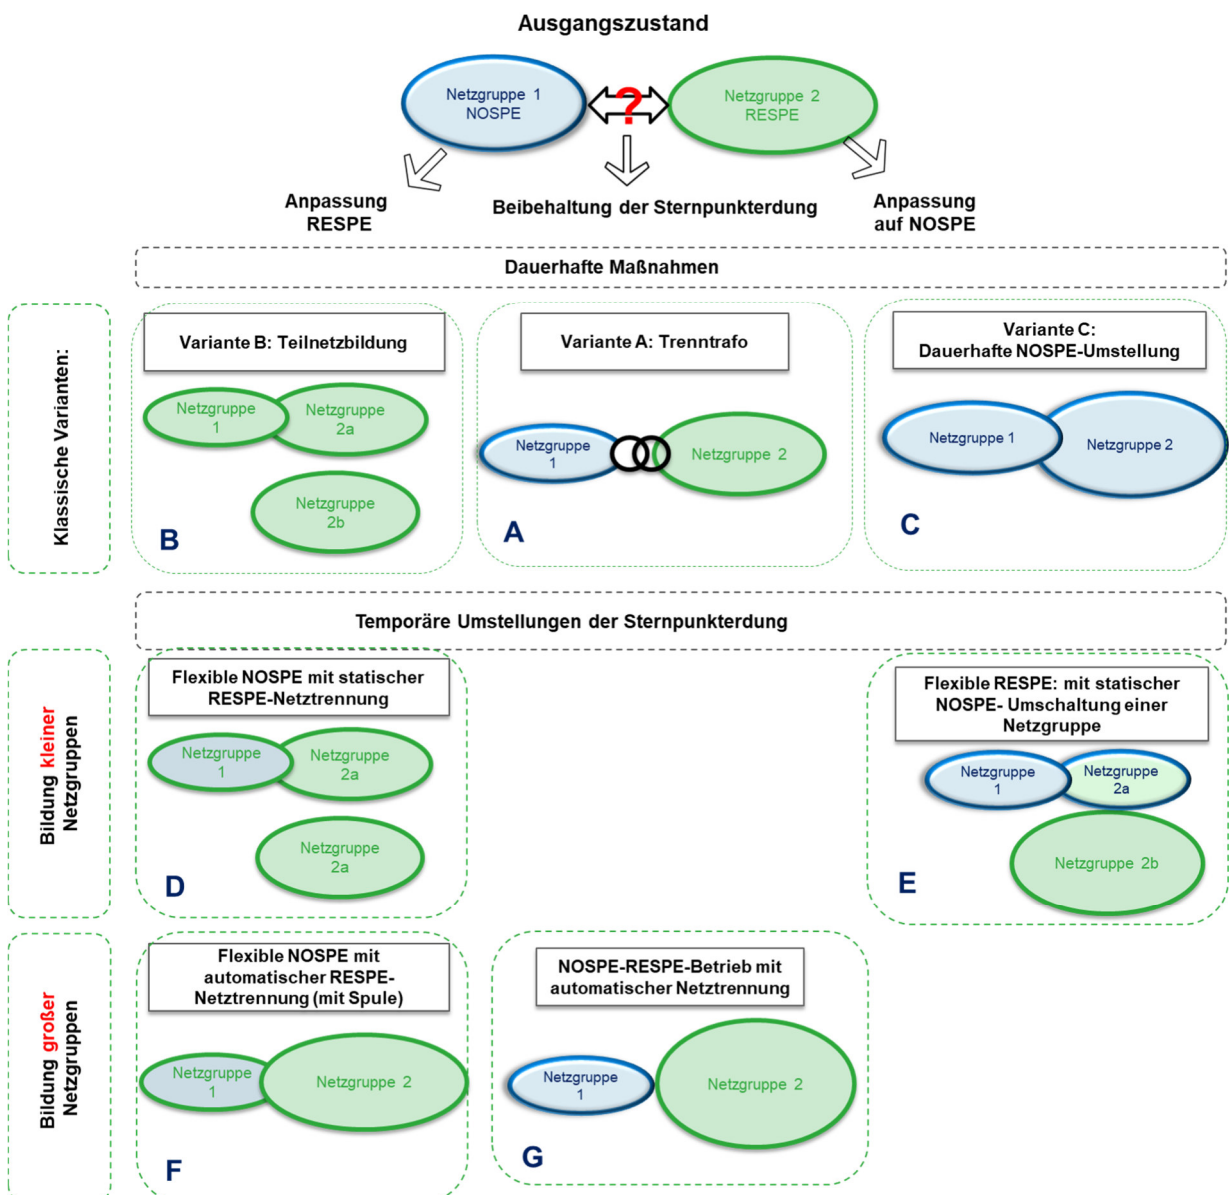 Ausgangszustand
Netzgruppe 1
NOSPE
?
Netzgruppe 2
RESPE
Anpassung
RESPE
Beibehaltung der Sternpunkterdung
Anpassung
auf NOSPE
Dauerhafte Maßnahmen
Klassische Varianten:
Variante B: Teilnetzbildung
Netzgruppe
1
Netzgruppe
2a
Netzgruppe
2b
B
Variante A: Trenntrafo
Netzgruppe
1
Netzgruppe 2
A
Variante C:
Dauerhafte NOSPE-Umstellung
Netzgruppe 1
Netzgruppe 2
C
Temporäre Umstellungen der Sternpunkterdung
Bildung kleiner
Netzgruppen
Flexible NOSPE mit statischer
RESPE-Netztrennung
Netzgruppe
1
Netzgruppe
2a
Netzgruppe
2a
D
Flexible RESPE: mit statischer
NOSPE- Umschaltung einer
Netzgruppe
Netzgruppe
1
Netzgruppe
2a
Netzgruppe 2b
E
Bildung großer
Netzgruppen
Flexible NOSPE mit
automatischer RESPE-
Netztrennung (mit Spule)
Netzgruppe
1
Netzgruppe 2
F
NOSPE-RESPE-Betrieb mit
automatischer Netztrennung
Netzgruppe
1
Netzgruppe 2
G